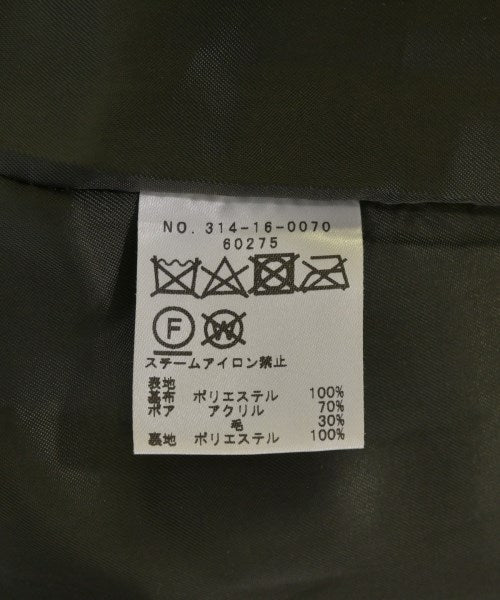 NO. 314-16-0070
60275
F W
スチームアイロン禁止
表地
基布 ポリエステル 100%
ボア アクリル 70%
毛 30%
裏地 ポリエステル 100%